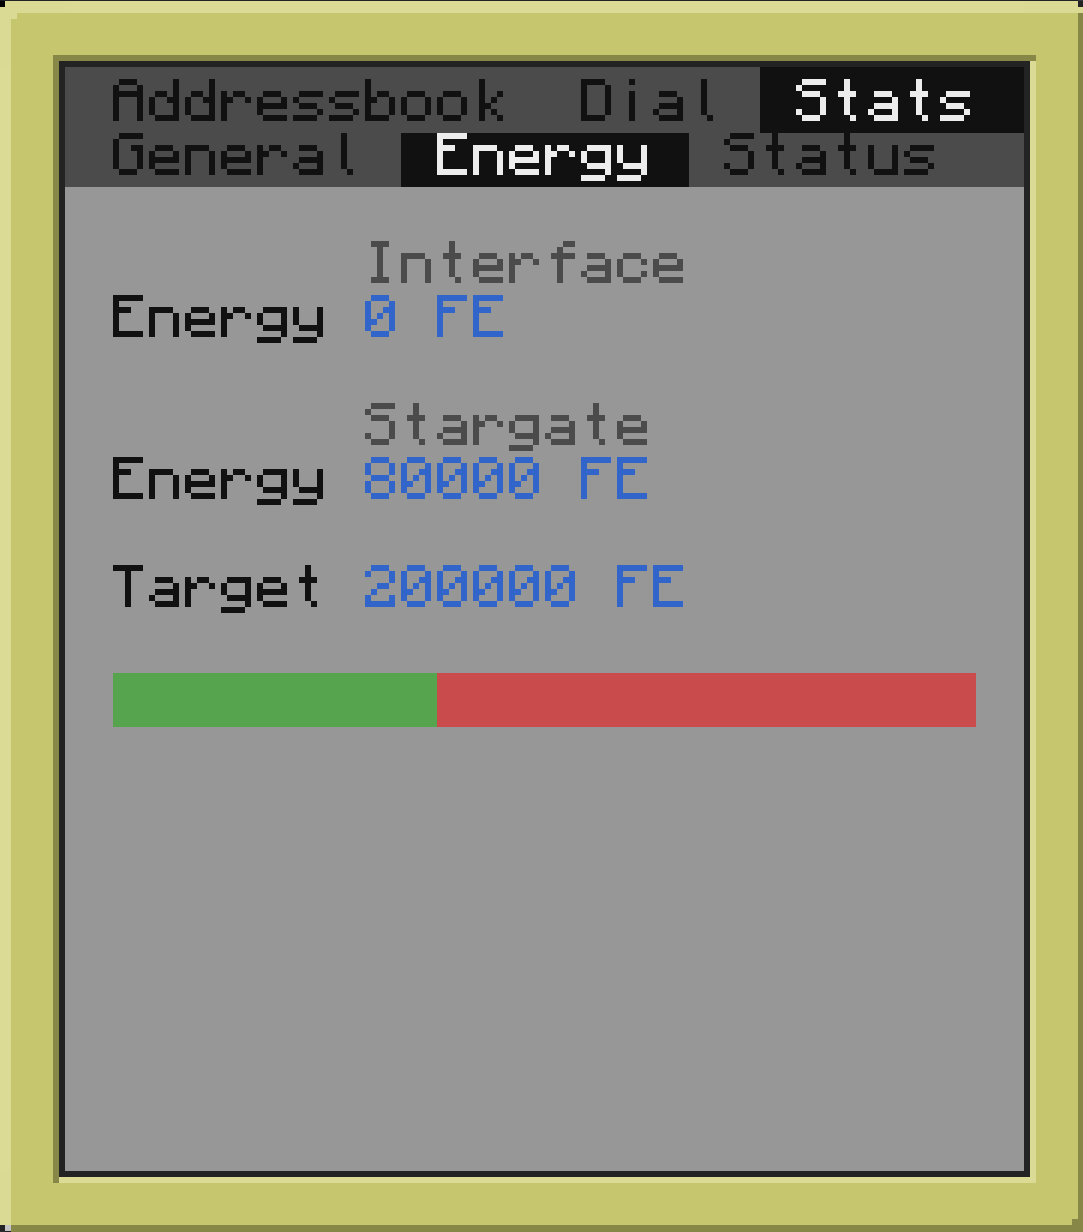 Addressbook Dial Stats
General Energy Status
Interface
Energy 0 FE
Stargate
Energy 80000 FE
Target 200000 FE